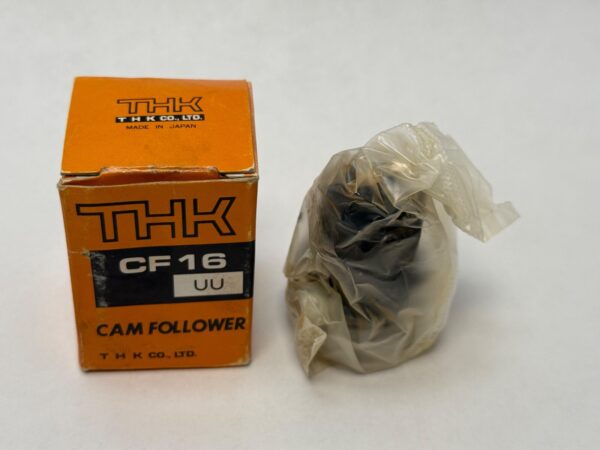 THK
T H K CO., LTD.
MADE IN JAPAN
THK
CF 16
UU
CAM FOLLOWER
T H K CO., LTD.